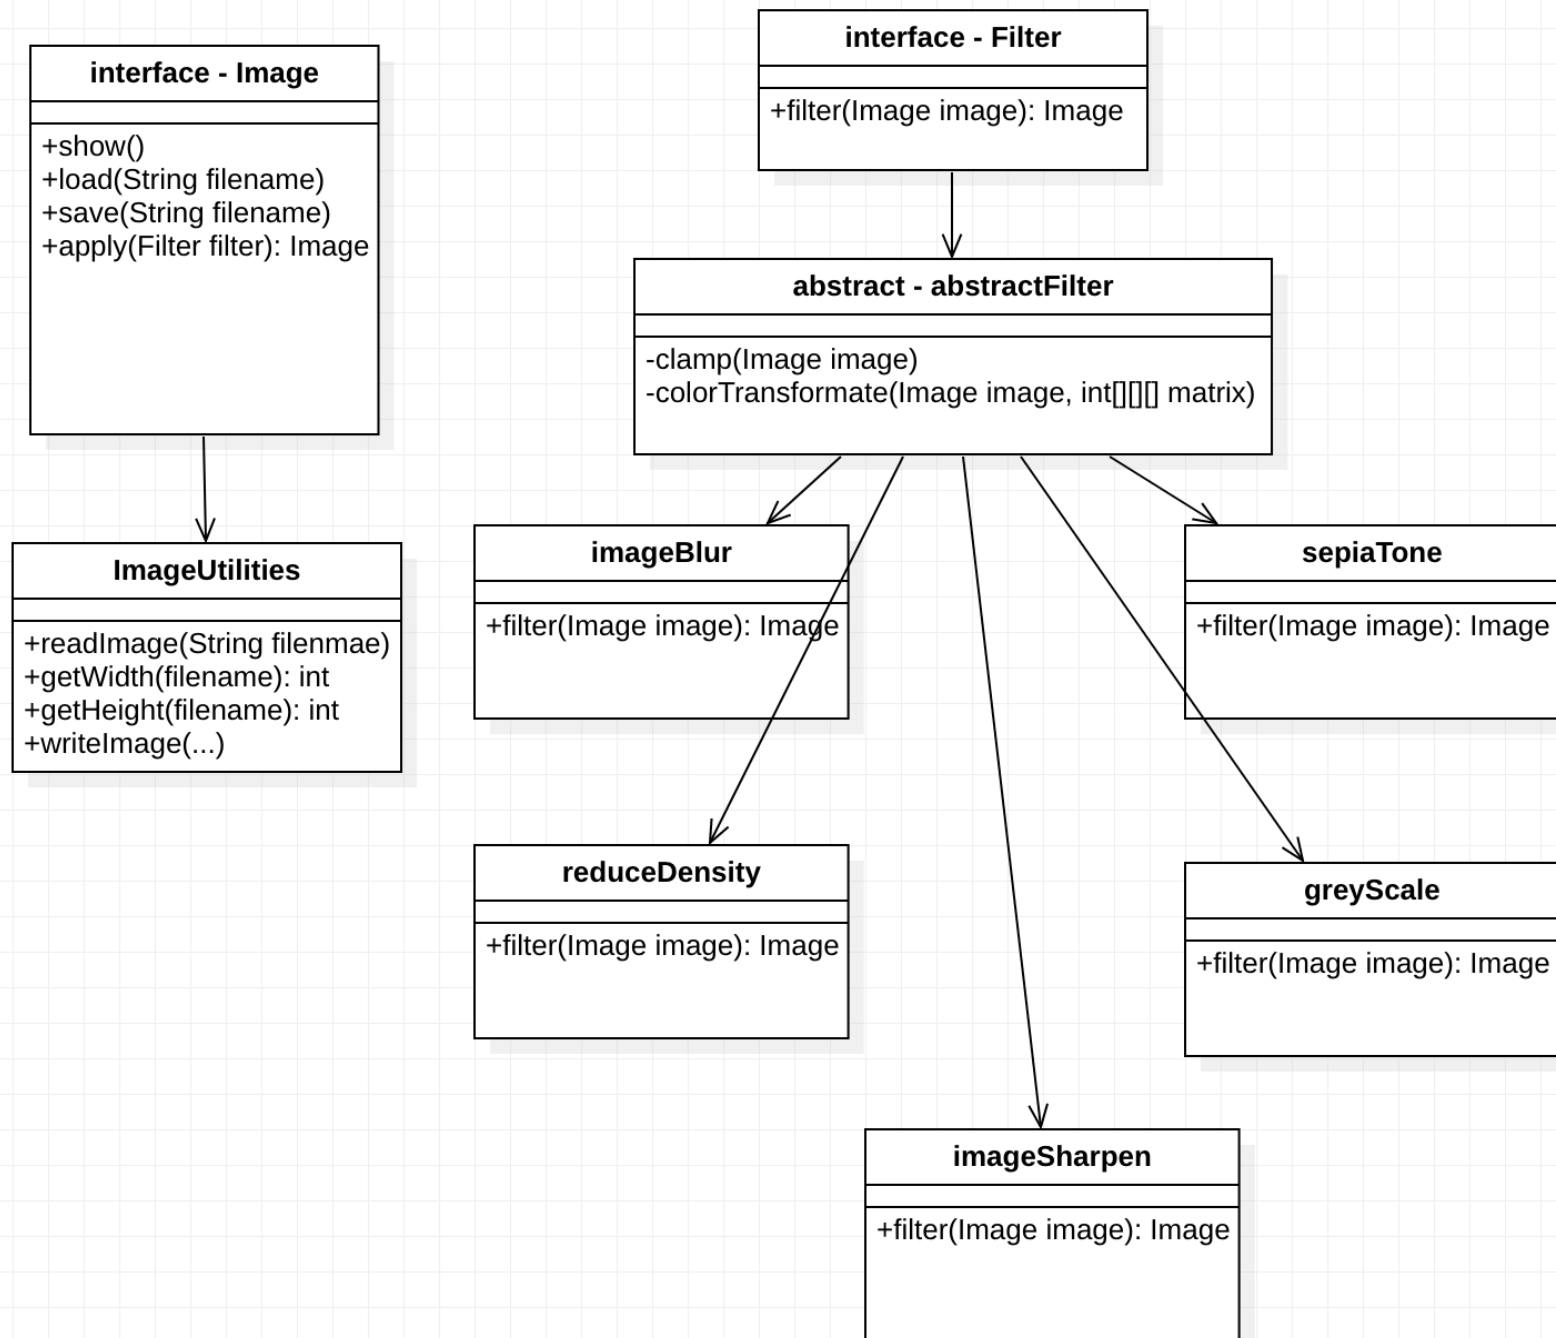 interface - Image
+show()
+load(String filename)
+save(String filename)
+apply(Filter filter): Image
interface - Filter
+filter(Image image): Image
abstract - abstractFilter
-clamp(Image image)
-colorTransformate(Image image, int[][][] matrix)
ImageUtilities
+readImage(String filenmae)
+getWidth(filename): int
+getHeight(filename): int
+writeImage(...)
imageBlur
+filter(Image image): Image
sepiaTone
+filter(Image image): Image
reduceDensity
+filter(Image image): Image
greyScale
+filter(Image image): Image
imageSharpen
+filter(Image image): Image